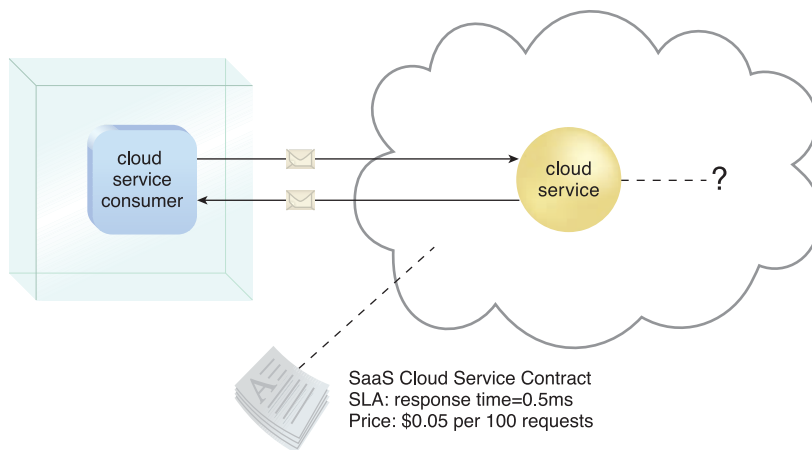 cloud
service
consumer
cloud
service
?
A
SaaS Cloud Service Contract
SLA: response time=0.5ms
Price: $0.05 per 100 requests